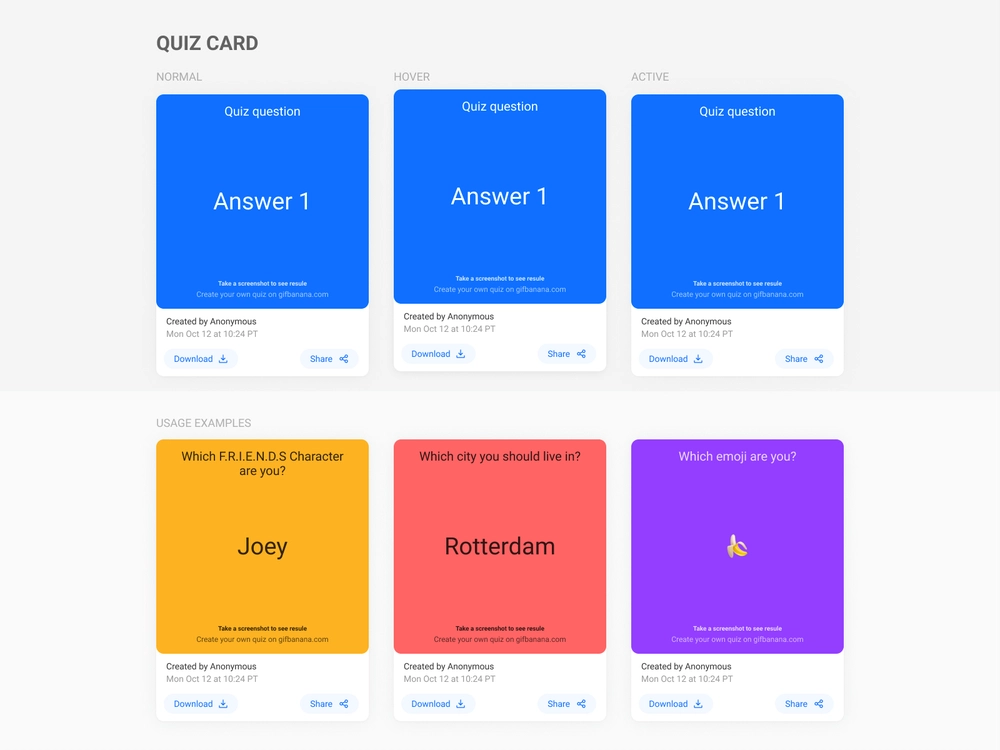 QUIZ CARD
NORMAL
Quiz question
Answer 1
Take a screenshot to see resule
Create your own quiz on gifbanana.com
Created by Anonymous
Mon Oct 12 at 10:24 PT
Download
Share
HOVER
Quiz question
Answer 1
Take a screenshot to see resule
Create your own quiz on gifbanana.com
Created by Anonymous
Mon Oct 12 at 10:24 PT
Download
Share
ACTIVE
Quiz question
Answer 1
Take a screenshot to see resule
Create your own quiz on gifbanana.com
Created by Anonymous
Mon Oct 12 at 10:24 PT
Download
Share
USAGE EXAMPLES
Which F.R.I.E.N.D.S Character
are you?
Joey
Take a screenshot to see resule
Create your own quiz on gifbanana.com
Created by Anonymous
Mon Oct 12 at 10:24 PT
Download
Share
Which city you should live in?
Rotterdam
Take a screenshot to see resule
Create your own quiz on gifbanana.com
Created by Anonymous
Mon Oct 12 at 10:24 PT
Download
Share
Which emoji are you?
Take a screenshot to see resule
Create your own quiz on gifbanana.com
Created by Anonymous
Mon Oct 12 at 10:24 PT
Download
Share